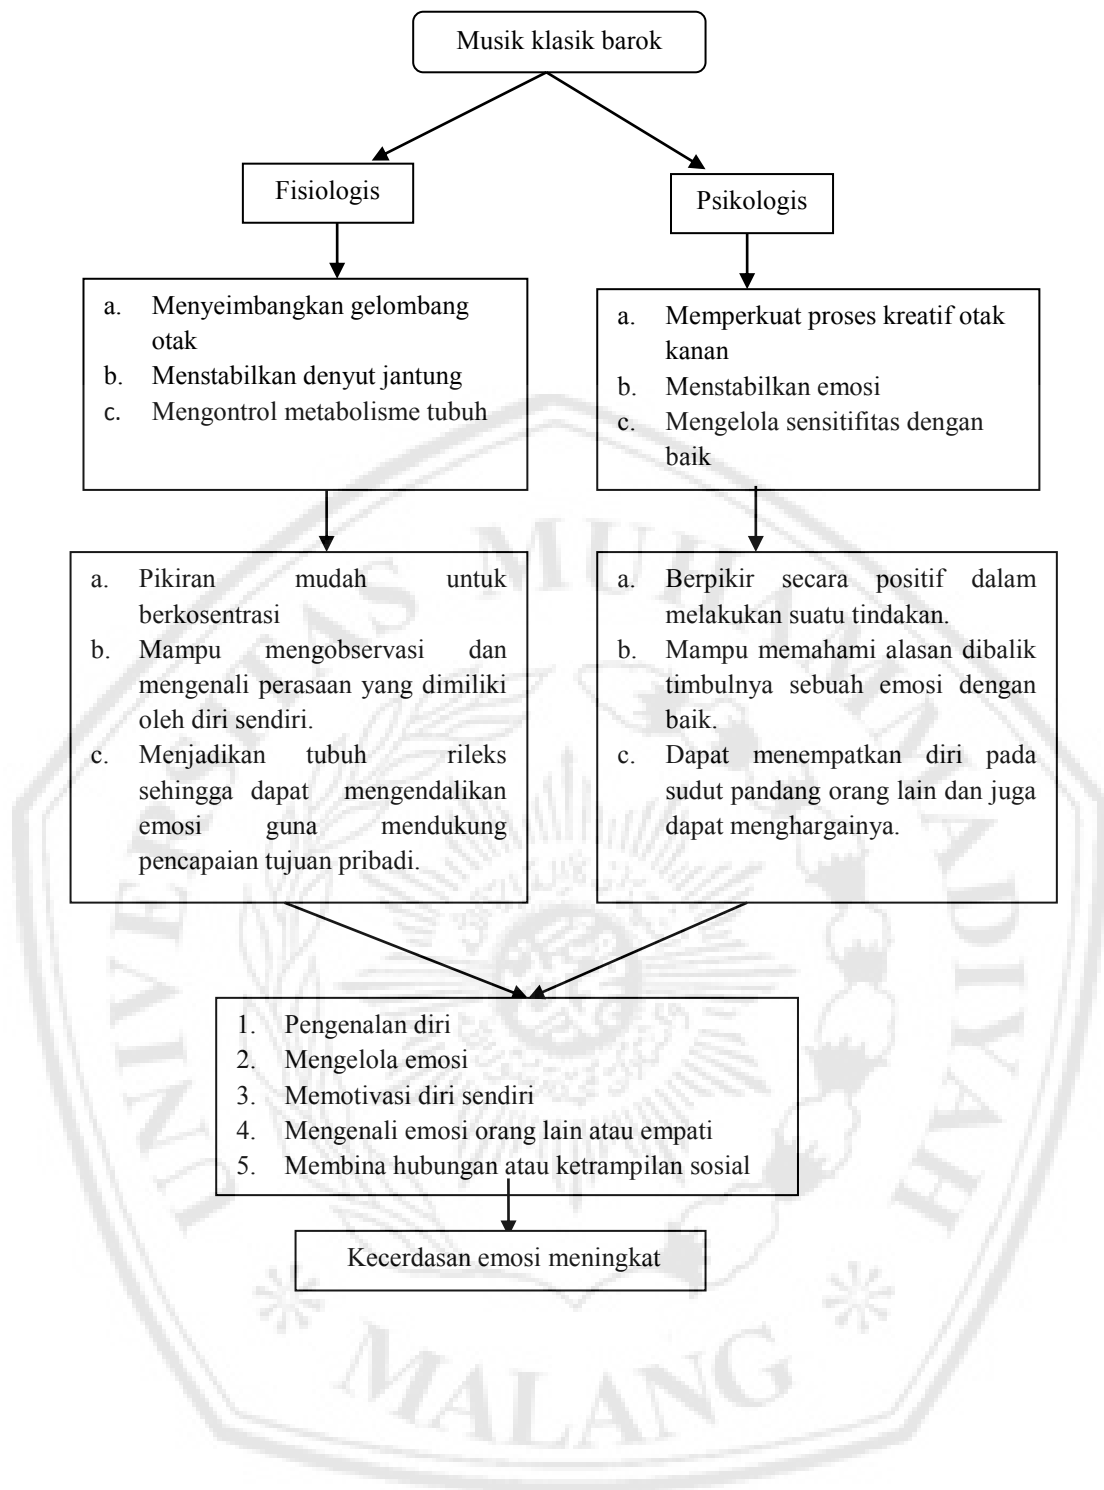 Musik klasik barok
Fisiologis
Psikologis
a. Menyeimbangkan gelombang
otak
b. Menstabilkan denyut jantung
c. Mengontrol metabolisme tubuh
a. Memperkuat proses kreatif otak
kanan
b. Menstabilkan emosi
c. Mengelola sensitifitas dengan
baik
a. Pikiran mudah untuk
berkosentrasi
b. Mampu mengobservasi dan
mengenali perasaan yang dimiliki
oleh diri sendiri.
c. Menjadikan tubuh rileks
sehingga dapat mengendalikan
emosi guna mendukung
pencapaian tujuan pribadi.
a. Berpikir secara positif dalam
melakukan suatu tindakan.
b. Mampu memahami alasan dibalik
timbulnya sebuah emosi dengan
baik.
c. Dapat menempatkan diri pada
sudut pandang orang lain dan juga
dapat menghargainya.
1. Pengenalan diri
2. Mengelola emosi
3. Memotivasi diri sendiri
4. Mengenali emosi orang lain atau empati
5. Membina hubungan atau ketrampilan sosial
Kecerdasan emosi meningkat
UNIVERSITAS MUHAMMADIYAH
MALANG